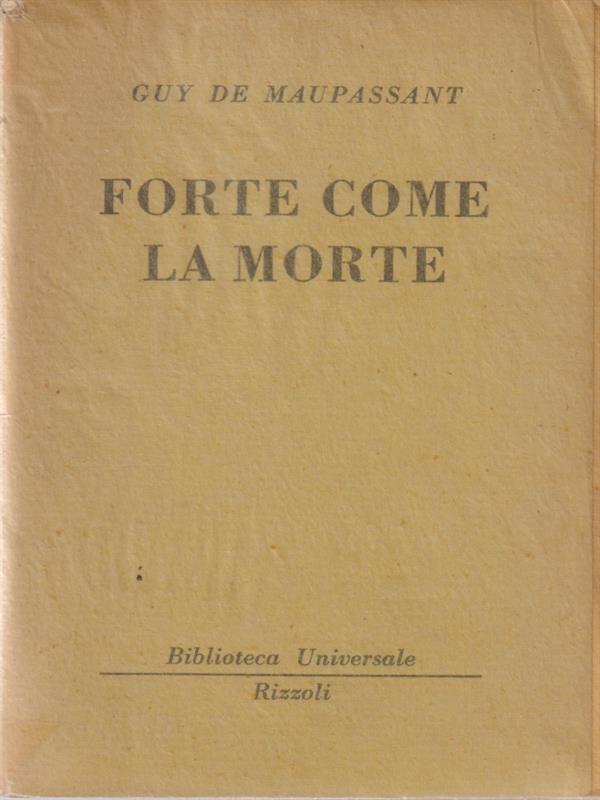 GUY DE MAUPASSANT
FORTE COME
LA MORTE
Biblioteca Universale
Rizzoli